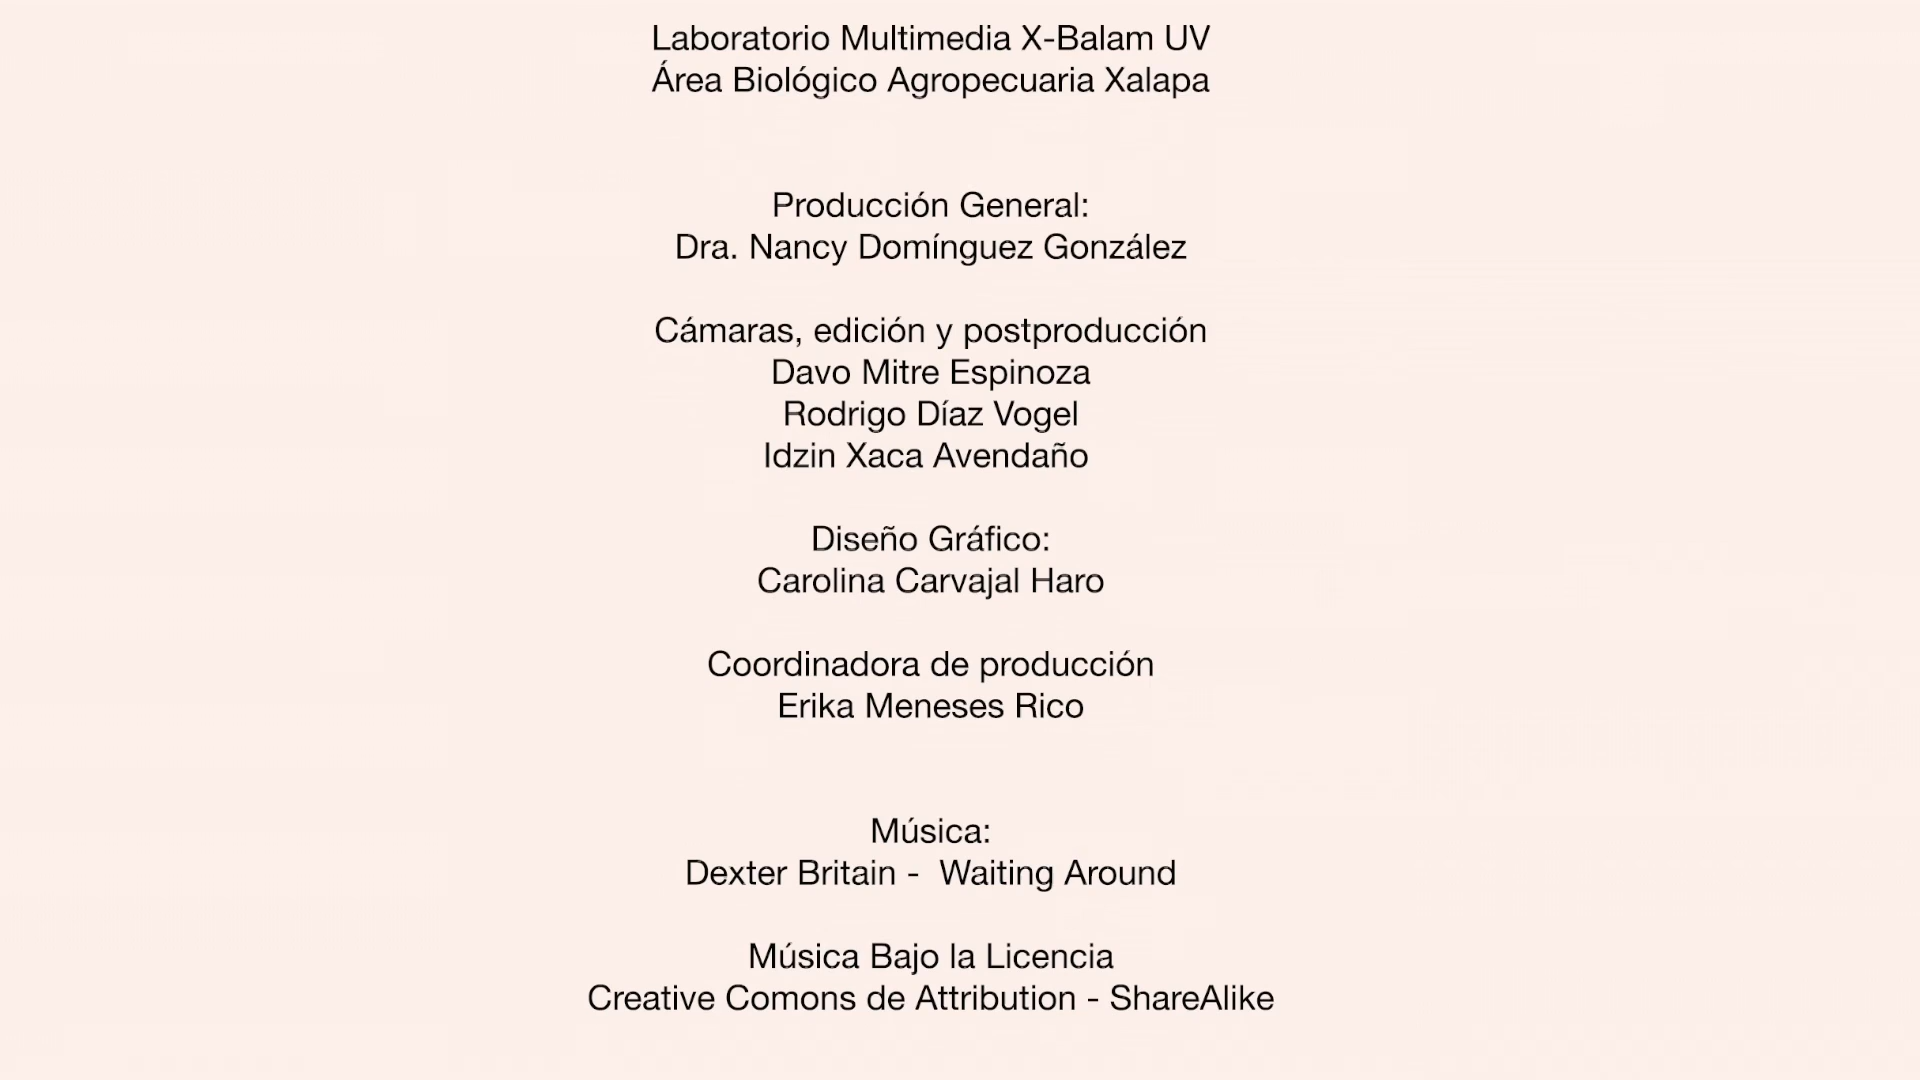 Laboratorio Multimedia X-Balam UV
Área Biológico Agropecuaria Xalapa
Producción General:
Dra. Nancy Domínguez González
Cámaras, edición y postproducción
Davo Mitre Espinoza
Rodrigo Díaz Vogel
Idzin Xaca Avendaño
Diseño Gráfico:
Carolina Carvajal Haro
Coordinadora de producción
Erika Meneses Rico
Música:
Dexter Britain - Waiting Around
Música Bajo la Licencia
Creative Comons de Attribution - ShareAlike